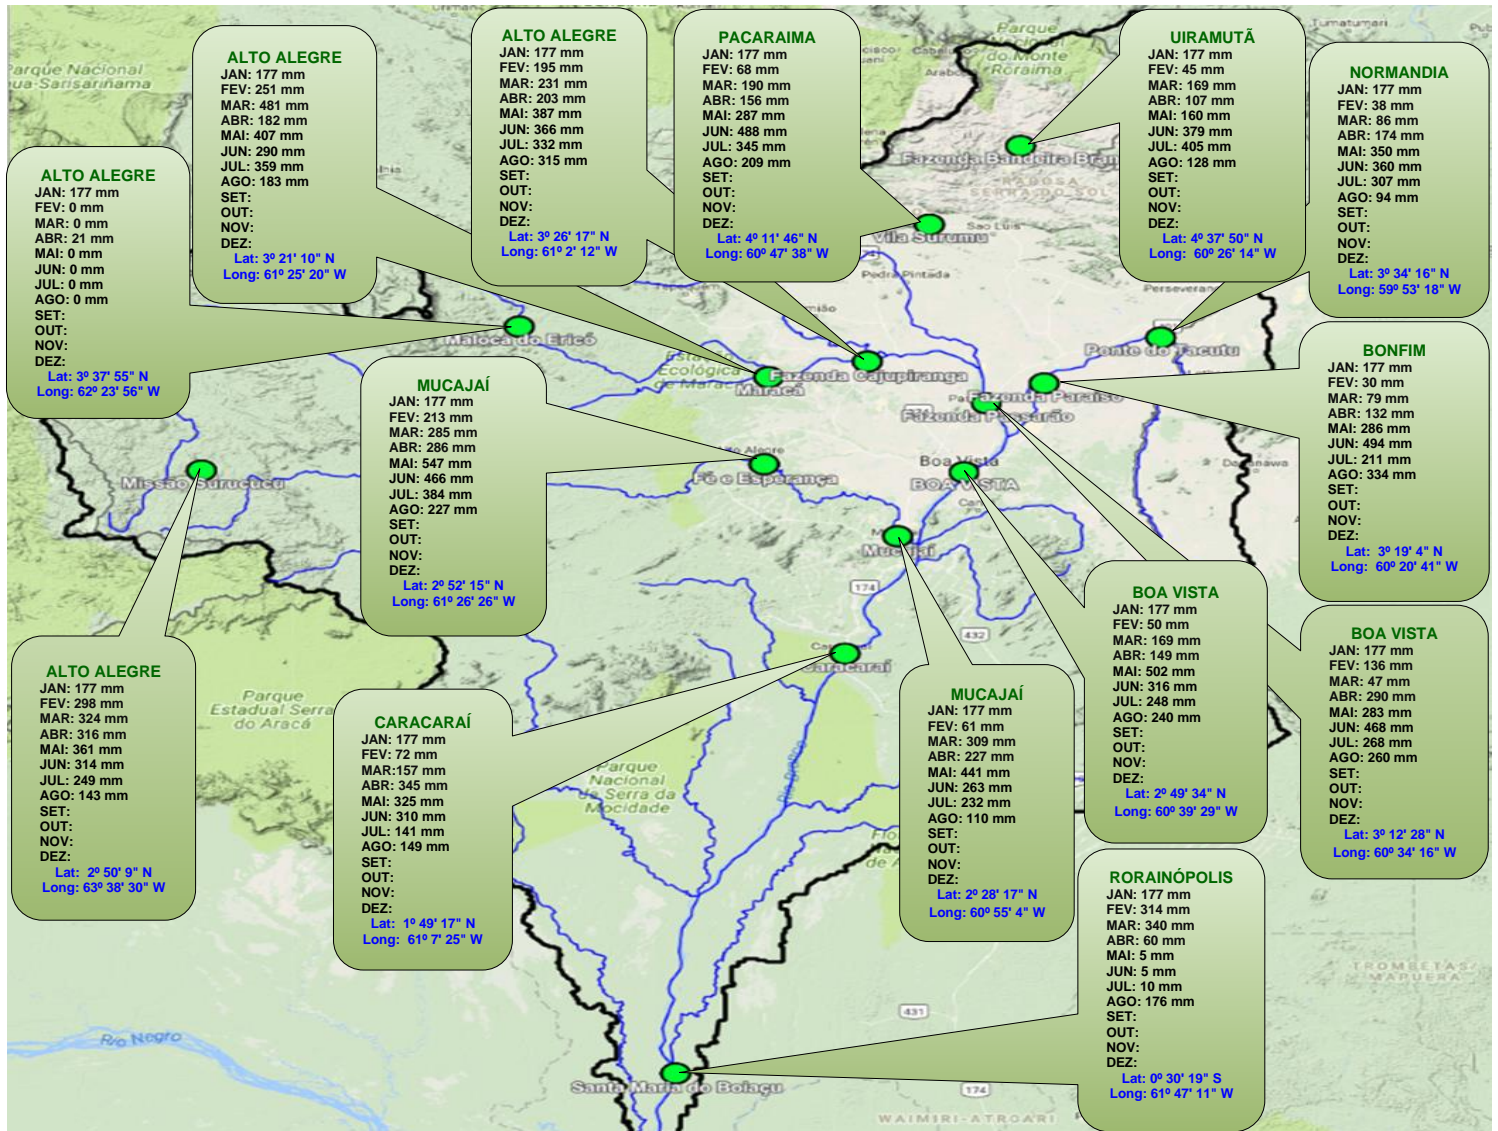 ALTO ALEGRE
JAN: 177 mm
FEV: 0 mm
MAR: 0 mm
ABR: 21 mm
MAI: 0 mm
JUN: 0 mm
JUL: 0 mm
AGO: 0 mm
SET:
OUT:
NOV:
DEZ:
Lat: 3º 37' 55" N
Long: 62º 23' 56" W
ALTO ALEGRE
JAN: 177 mm
FEV: 251 mm
MAR: 481 mm
ABR: 182 mm
MAI: 407 mm
JUN: 290 mm
JUL: 359 mm
AGO: 183 mm
SET:
OUT:
NOV:
DEZ:
Lat: 3º 21' 10" N
Long: 61º 25' 20" W
ALTO ALEGRE
JAN: 177 mm
FEV: 195 mm
MAR: 231 mm
ABR: 203 mm
MAI: 387 mm
JUN: 366 mm
JUL: 332 mm
AGO: 315 mm
SET:
OUT:
NOV:
DEZ:
Lat: 3º 26' 17" N
Long: 61º 2' 12" W
PACARAIMA
JAN: 177 mm
FEV: 68 mm
MAR: 190 mm
ABR: 156 mm
MAI: 287 mm
JUN: 488 mm
JUL: 345 mm
AGO: 209 mm
SET:
OUT:
NOV:
DEZ:
Lat: 4º 11' 46" N
Long: 60º 47' 38" W
UIRAMUTÃ
JAN: 177 mm
FEV: 45 mm
MAR: 169 mm
ABR: 107 mm
MAI: 160 mm
JUN: 379 mm
JUL: 405 mm
AGO: 128 mm
SET:
OUT:
NOV:
DEZ:
Lat: 4º 37' 50" N
Long: 60º 26' 14" W
NORMANDIA
JAN: 177 mm
FEV: 38 mm
MAR: 86 mm
ABR: 174 mm
MAI: 350 mm
JUN: 360 mm
JUL: 307 mm
AGO: 94 mm
SET:
OUT:
NOV:
DEZ:
Lat: 3º 34' 16" N
Long: 59º 53' 18" W
BONFIM
JAN: 177 mm
FEV: 30 mm
MAR: 79 mm
ABR: 132 mm
MAI: 286 mm
JUN: 494 mm
JUL: 211 mm
AGO: 334 mm
SET:
OUT:
NOV:
DEZ:
Lat: 3º 19' 4" N
Long: 60º 20' 41" W
MUCAJAÍ
JAN: 177 mm
FEV: 213 mm
MAR: 285 mm
ABR: 286 mm
MAI: 547 mm
JUN: 466 mm
JUL: 384 mm
AGO: 227 mm
SET:
OUT:
NOV:
DEZ:
Lat: 2º 52' 15" N
Long: 61º 26' 26" W
ALTO ALEGRE
JAN: 177 mm
FEV: 298 mm
MAR: 324 mm
ABR: 316 mm
MAI: 361 mm
JUN: 314 mm
JUL: 249 mm
AGO: 143 mm
SET:
OUT:
NOV:
DEZ:
Lat: 2º 50' 9" N
Long: 63º 38' 30" W
CARACARAÍ
JAN: 177 mm
FEV: 72 mm
MAR:157 mm
ABR: 345 mm
MAI: 325 mm
JUN: 310 mm
JUL: 141 mm
AGO: 149 mm
SET:
OUT:
NOV:
DEZ:
Lat: 1º 49' 17" N
Long: 61º 7' 25" W
MUCAJAÍ
JAN: 177 mm
FEV: 61 mm
MAR: 309 mm
ABR: 227 mm
MAI: 441 mm
JUN: 263 mm
JUL: 232 mm
AGO: 110 mm
SET:
OUT:
NOV:
DEZ:
Lat: 2º 28' 17" N
Long: 60º 55' 4" W
BOA VISTA
JAN: 177 mm
FEV: 50 mm
MAR: 169 mm
ABR: 149 mm
MAI: 502 mm
JUN: 316 mm
JUL: 248 mm
AGO: 240 mm
SET:
OUT:
NOV:
DEZ:
Lat: 2º 49' 34" N
Long: 60º 39' 29" W
BOA VISTA
JAN: 177 mm
FEV: 136 mm
MAR: 47 mm
ABR: 290 mm
MAI: 283 mm
JUN: 468 mm
JUL: 268 mm
AGO: 260 mm
SET:
OUT:
NOV:
DEZ:
Lat: 3º 12' 28" N
Long: 60º 34' 16" W
RORAINÓPOLIS
JAN: 177 mm
FEV: 314 mm
MAR: 340 mm
ABR: 60 mm
MAI: 5 mm
JUN: 5 mm
JUL: 10 mm
AGO: 176 mm
SET:
OUT:
NOV:
DEZ:
Lat: 0º 30' 19" S
Long: 61º 47' 11" W
Parque Nacional
Parque
do Monte
Roraima
Tumatumari
Fazenda Bandeira Bran
RAPOSA
SERRA DO SOL
Vila Surumu
Sao Luis
Pedra Pintada
Maloca do Ericó
Estação
Ecológica
de Maracá
Maracá
Fazenda Cajupiranga
Ponte do Tacutu
Fazenda Paraiso
Fazenda Passarão
Alto Alegre
Fé e Esperança
Boa Vista
BOA VISTA
Missão Surucucu
Mucajaí
174
432
Caracaraí
Parque
Estadual Serra
do Aracá
Parque
Nacional
da Serra da
Mocidade
Rio Branco
Rio Negro
Santa Maria do Boiaçu
431
174
TROMBETAS/
MAPUERA
WAIMIRI-ATROARI